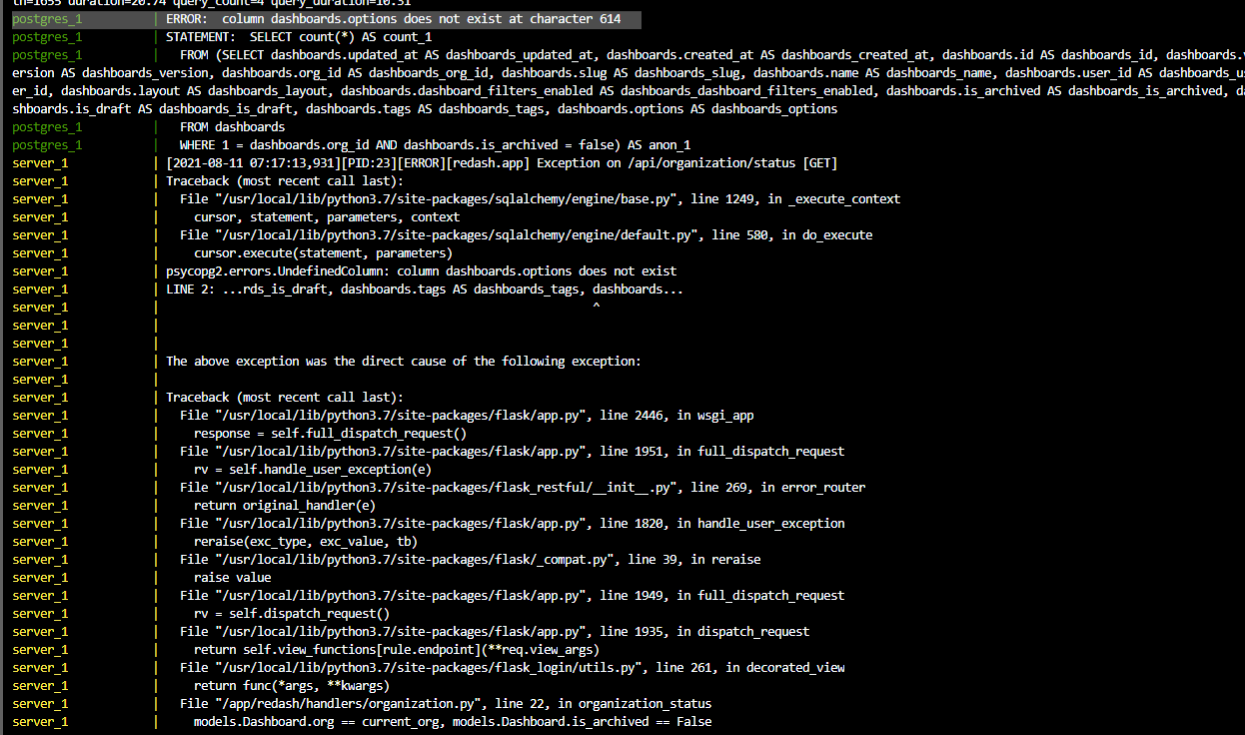 th=1655 duration=20.74 query_count=4 query_duration=10.31
postgres_1 | ERROR: column dashboards.options does not exist at character 614
postgres_1 | STATEMENT: SELECT count(*) AS count_1
postgres_1 | FROM (SELECT dashboards.updated_at AS dashboards_updated_at, dashboards.created_at AS dashboards_created_at, dashboards.id AS dashboards_id, dashboards.v
ersion AS dashboards_version, dashboards.org_id AS dashboards_org_id, dashboards.slug AS dashboards_slug, dashboards.name AS dashboards_name, dashboards.user_id AS dashboards_us
er_id, dashboards.layout AS dashboards_layout, dashboards.dashboard_filters_enabled AS dashboards_dashboard_filters_enabled, dashboards.is_archived AS dashboards_is_archived, da
shboards.is_draft AS dashboards_is_draft, dashboards.tags AS dashboards_tags, dashboards.options AS dashboards_options
postgres_1 | FROM dashboards
postgres_1 | WHERE 1 = dashboards.org_id AND dashboards.is_archived = false) AS anon_1
server_1 | [2021-08-11 07:17:13,931][PID:23][ERROR][redash.app] Exception on /api/organization/status [GET]
server_1 | Traceback (most recent call last):
server_1 | File "/usr/local/lib/python3.7/site-packages/sqlalchemy/engine/base.py", line 1249, in _execute_context
server_1 | cursor, statement, parameters, context
server_1 | File "/usr/local/lib/python3.7/site-packages/sqlalchemy/engine/default.py", line 580, in do_execute
server_1 | cursor.execute(statement, parameters)
server_1 | psycopg2.errors.UndefinedColumn: column dashboards.options does not exist
server_1 | LINE 2: ...rds_is_draft, dashboards.tags AS dashboards_tags, dashboards...
server_1 | ^
server_1 |
server_1 |
server_1 | The above exception was the direct cause of the following exception:
server_1 |
server_1 | Traceback (most recent call last):
server_1 | File "/usr/local/lib/python3.7/site-packages/flask/app.py", line 2446, in wsgi_app
server_1 | response = self.full_dispatch_request()
server_1 | File "/usr/local/lib/python3.7/site-packages/flask/app.py", line 1951, in full_dispatch_request
server_1 | rv = self.handle_user_exception(e)
server_1 | File "/usr/local/lib/python3.7/site-packages/flask_restful/__init__.py", line 269, in error_router
server_1 | return original_handler(e)
server_1 | File "/usr/local/lib/python3.7/site-packages/flask/app.py", line 1820, in handle_user_exception
server_1 | reraise(exc_type, exc_value, tb)
server_1 | File "/usr/local/lib/python3.7/site-packages/flask/_compat.py", line 39, in reraise
server_1 | raise value
server_1 | File "/usr/local/lib/python3.7/site-packages/flask/app.py", line 1949, in full_dispatch_request
server_1 | rv = self.dispatch_request()
server_1 | File "/usr/local/lib/python3.7/site-packages/flask/app.py", line 1935, in dispatch_request
server_1 | return self.view_functions[rule.endpoint](**req.view_args)
server_1 | File "/usr/local/lib/python3.7/site-packages/flask_login/utils.py", line 261, in decorated_view
server_1 | return func(*args, **kwargs)
server_1 | File "/app/redash/handlers/organization.py", line 22, in organization_status
server_1 | models.Dashboard.org == current_org, models.Dashboard.is_archived == False